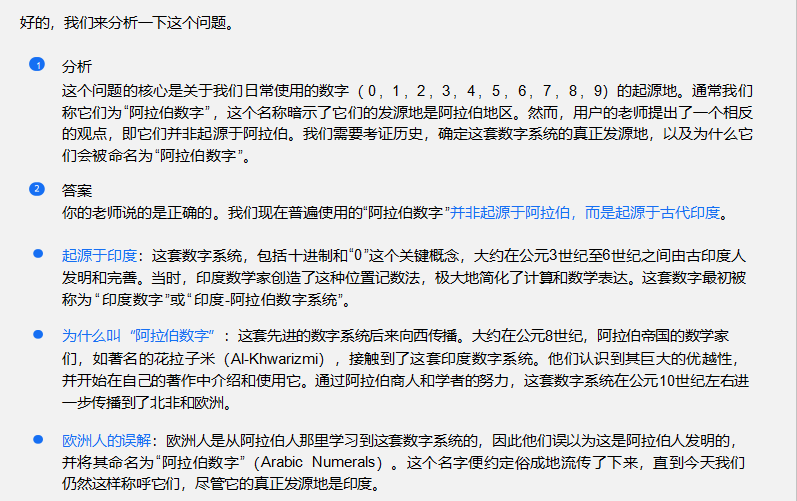 好的，我们来分析一下这个问题。
1 分析
这个问题的核心是关于我们日常使用的数字（0，1，2，3，4，5，6，7，8，9）的起源地。通常我们
称它们为“阿拉伯数字”，这个名称暗示了它们的发源地是阿拉伯地区。然而，用户的老师提出了一个相反
的观点，即它们并非起源于阿拉伯。我们需要考证历史，确定这套数字系统的真正发源地，以及为什么它
们会被命名为“阿拉伯数字”。
2 答案
你的老师说的是正确的。我们现在普遍使用的“阿拉伯数字”并非起源于阿拉伯，而是起源于古代印度。
起源于印度：这套数字系统，包括十进制和“0”这个关键概念，大约在公元3世纪至6世纪之间由古印度人
发明和完善。当时，印度数学家创造了这种位置记数法，极大地简化了计算和数学表达。这套数字最初被
称为“印度数字”或“印度-阿拉伯数字系统”。
为什么叫“阿拉伯数字”：这套先进的数字系统后来向西传播。大约在公元8世纪，阿拉伯帝国的数学家
们，如著名的花拉子米（Al-Khwarizmi），接触到了这套印度数字系统。他们认识到其巨大的优越性，
并开始在自己的著作中介绍和使用它。通过阿拉伯商人和学者的努力，这套数字系统在公元10世纪左右进
一步传播到了北非和欧洲。
欧洲人的误解：欧洲人是从阿拉伯人那里学习到这套数字系统的，因此他们误以为这是阿拉伯人发明的，
并将其命名为“阿拉伯数字”（Arabic Numerals）。这个名字便约定俗成地流传了下来，直到今天我们
仍然这样称呼它们，尽管它的真正发源地是印度。